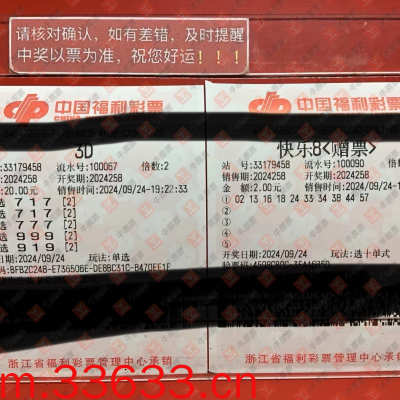 请核对确认，如有差错，及时提醒
中奖以票为准，祝您好运！！！
中国福利彩票
3D
站 号:33179458 流水号:100067 倍数:2
期:2024258 开奖期:2024258
:20.00元 销售时间:2024/09/24-19:27:33
选 717 [2]
选 717 [2]
选 777 [2]
选 999 [2]
选 919 [2]
奖日期:2024/09/24 玩法:单选
浙江省福利彩票管理中心承销
中国福利彩票
快乐8<赠票>
站 号:33179458 流水号:100090
销售期:2024258 开奖期:2024258
金 额:2.00元 销售时间:2024/09/24-19
① 02 13 16 18 24 33 34 38 44 57
②
③
④
⑤
开奖日期:2024/09/24 玩法:选十单式
浙江省福利彩票管理中心承销
m.33633.cn